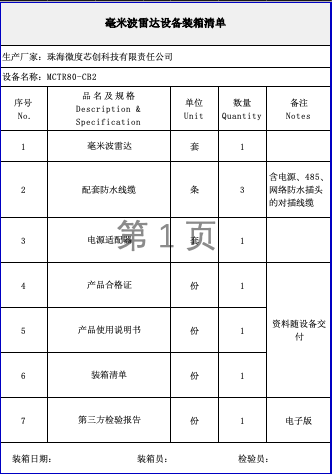 毫米波雷达设备装箱清单
生产厂家：珠海微度芯创科技有限责任公司
设备名称：MCTR80-CB2
序号 No. 品名及规格 Description & Specification 单位 Unit 数量 Quantity 备注 Notes
1 毫米波雷达 套 1
2 配套防水线缆 条 3 含电源、485、
网络防水插头
的对插线缆
3 电源适配器 套 1
第 1 页
4 产品合格证 份 1
5 产品使用说明书 份 1 资料随设备交
付
6 装箱清单 份 1
7 第三方检验报告 份 1 电子版
装箱日期： 装箱员： 检验员：